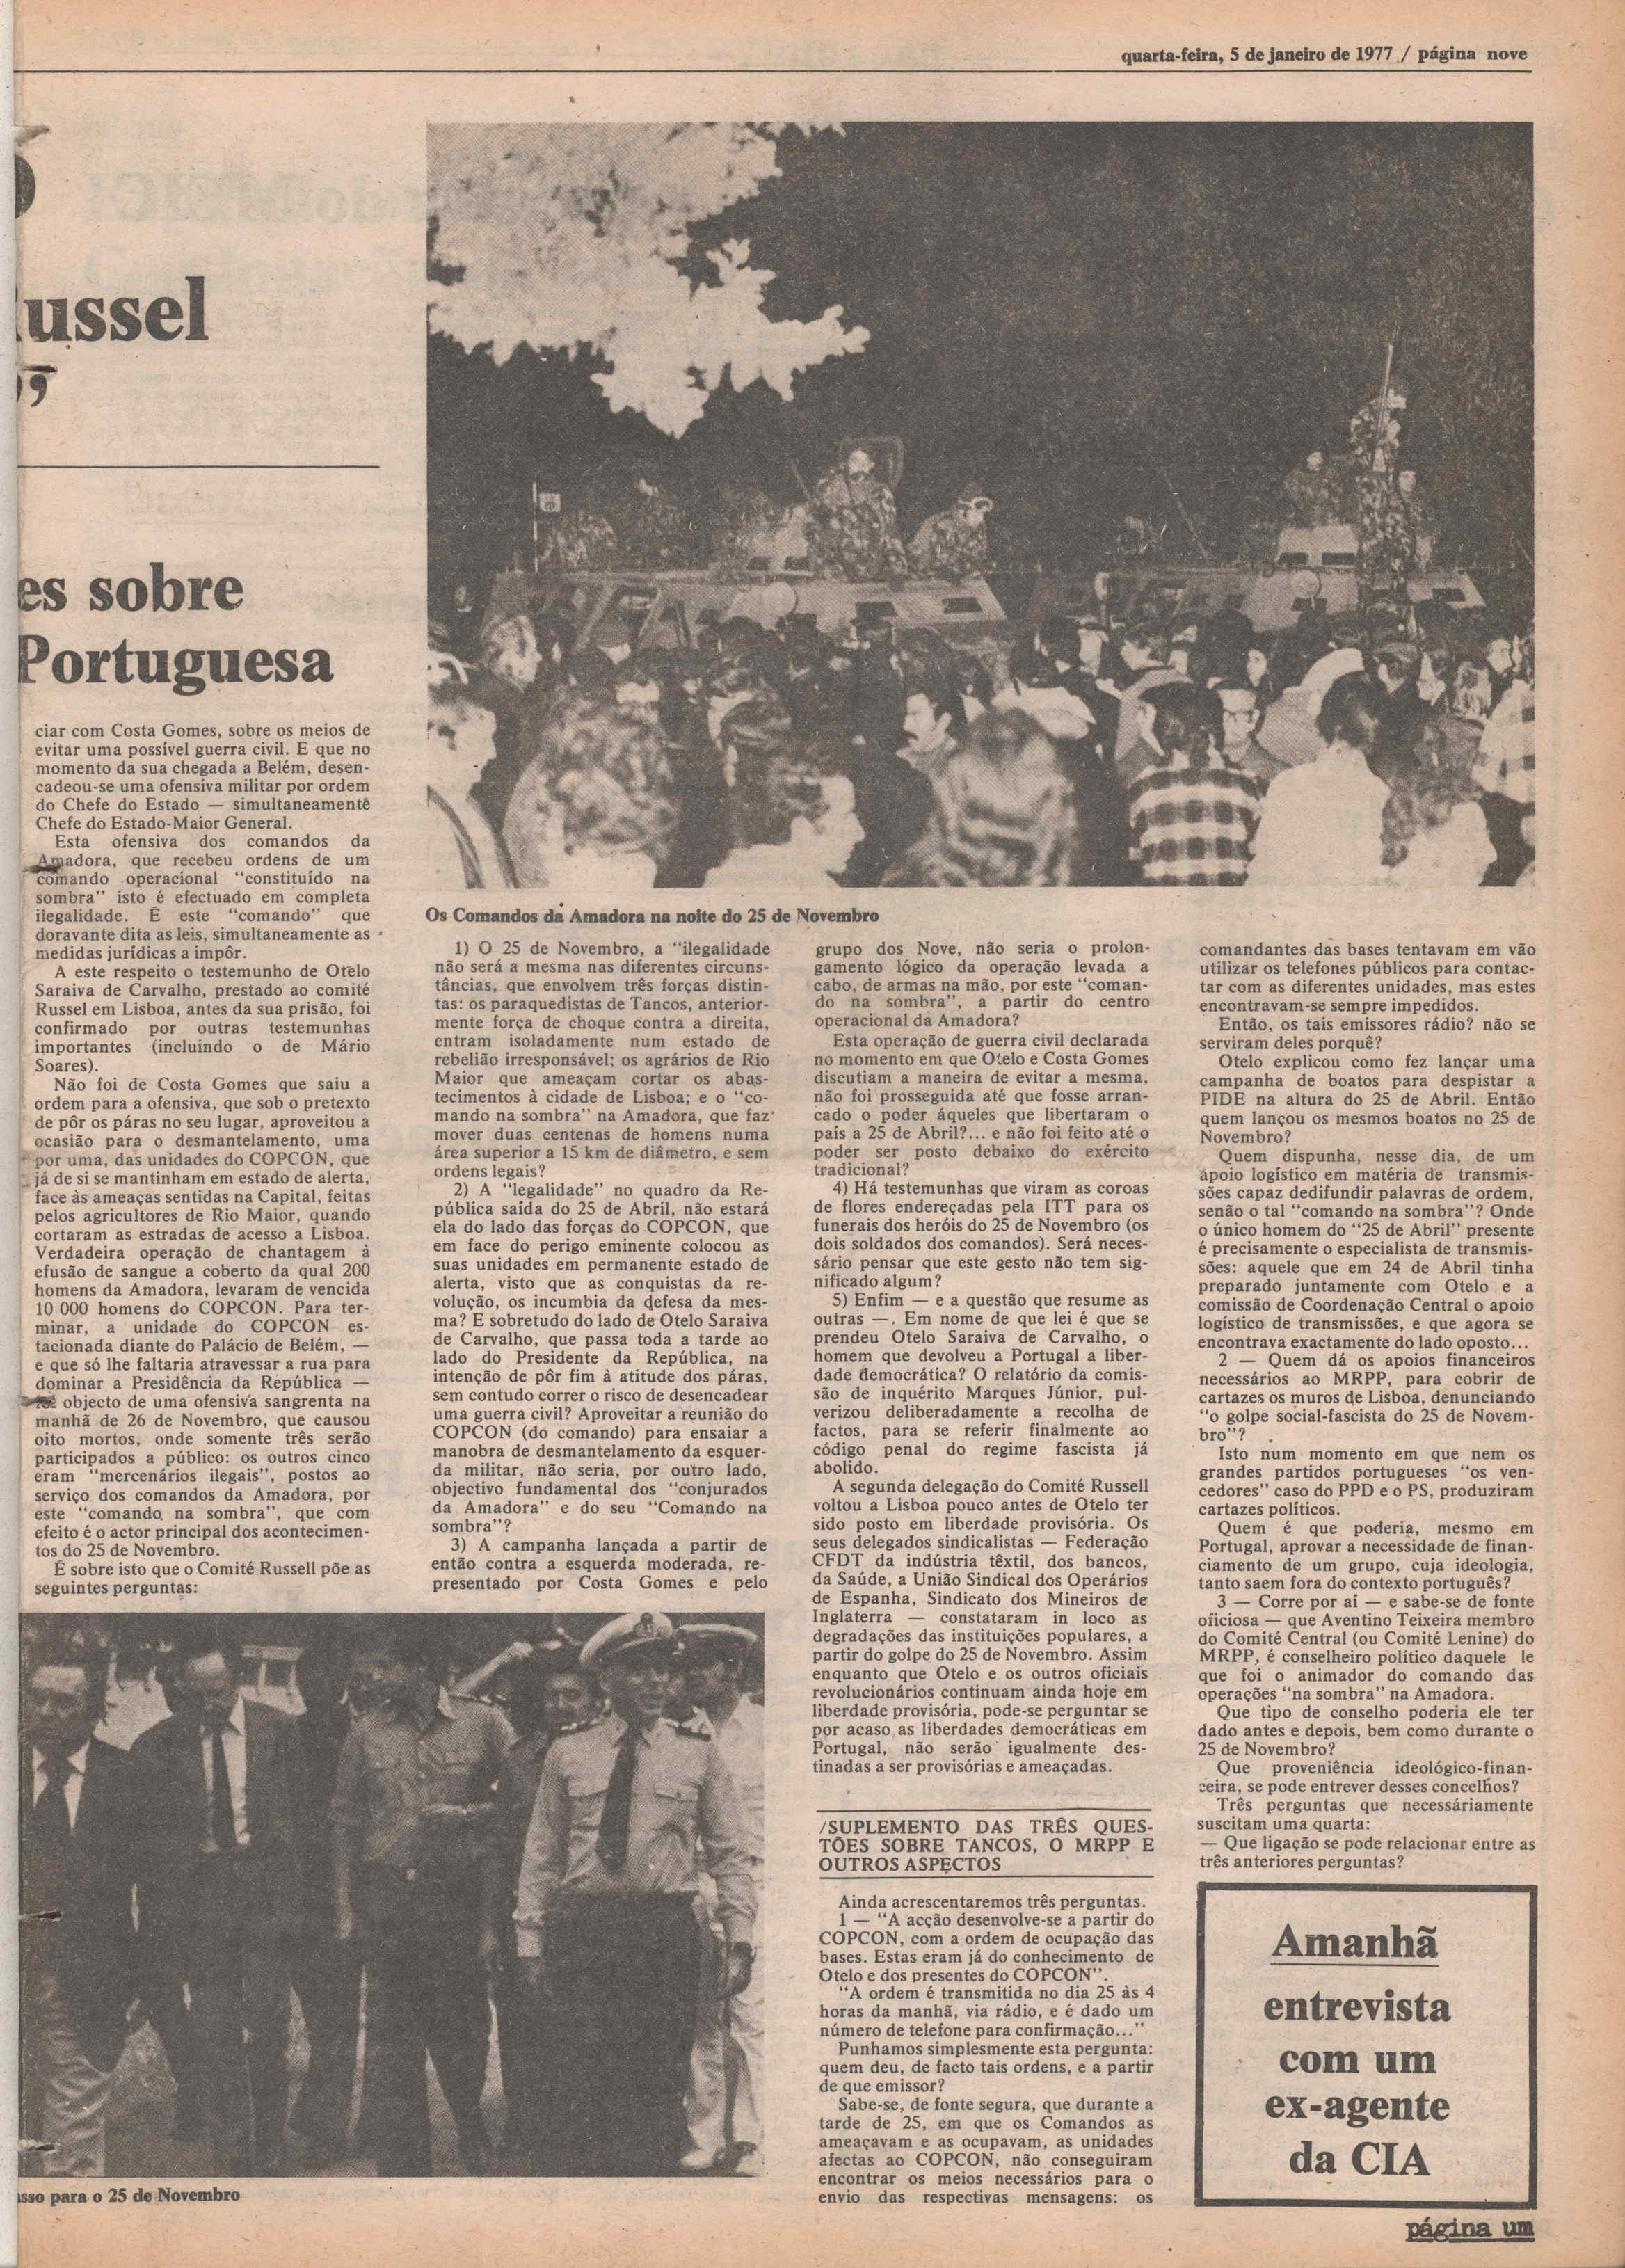 quarta-feira, 5 de janeiro de 1977 / página nove
ussel
”
es sobre
Portuguesa
ciar com Costa Gomes, sobre os meios de
evitar uma possível guerra civil. E que no
momento da sua chegada a Belém, desen-
cadeou-se uma ofensiva militar por ordem
do Chefe do Estado — simultaneamente
Chefe do Estado-Maior General.
Esta ofensiva dos comandos da
Amadora, que recebeu ordens de um
comando operacional “constituído na
sombra” isto é efectuado em completa
ilegalidade. É este “comando” que
doravante dita as leis, simultaneamente as
medidas jurídicas a impôr.
A este respeito o testemunho de Otelo
Saraiva de Carvalho, prestado ao comité
Russel em Lisboa, antes da sua prisão, foi
confirmado por outras testemunhas
importantes (incluindo o de Mário
Soares).
Não foi de Costa Gomes que saiu a
ordem para a ofensiva, que sob o pretexto
de pôr os páras no seu lugar, aproveitou a
ocasião para o desmantelamento, uma
por uma, das unidades do COPCON, que
já de si se mantinham em estado de alerta,
face às ameaças sentidas na Capital, feitas
pelos agricultores de Rio Maior, quando
cortaram as estradas de acesso a Lisboa.
Verdadeira operação de chantagem à
efusão de sangue a coberto da qual 200
homens da Amadora, levaram de vencida
10 000 homens do COPCON. Para ter-
minar, a unidade do COPCON es-
tacionada diante do Palácio de Belém, —
e que só lhe faltaria atravessar a rua para
dominar a Presidência da República —
objecto de uma ofensiva sangrenta na
manhã de 26 de Novembro, que causou
oito mortos, onde somente três serão
participados a público: os outros cinco
eram “mercenários ilegais”, postos ao
serviço dos comandos da Amadora, por
este “comando na sombra”, que com
efeito é o actor principal dos acontecimen-
tos do 25 de Novembro.
É sobre isto que o Comité Russell põe as
seguintes perguntas:
Os Comandos da Amadora na noite do 25 de Novembro
1) O 25 de Novembro, a “ilegalidade
não será a mesma nas diferentes circuns-
tâncias, que envolvem três forças distin-
tas: os paraquedistas de Tancos, anterior-
mente força de choque contra a direita,
entram isoladamente num estado de
rebelião irresponsável; os agrários de Rio
Maior que ameaçam cortar os abas-
tecimentos à cidade de Lisboa; e o “co-
mando na sombra” na Amadora, que faz
mover duas centenas de homens numa
área superior a 15 km de diâmetro, e sem
ordens legais?
2) A “legalidade” no quadro da Re-
pública saída do 25 de Abril, não estará
ela do lado das forças do COPCON, que
em face do perigo eminente colocou as
suas unidades em permanente estado de
alerta, visto que as conquistas da re-
volução, os incumbia da defesa da mes-
ma? E sobretudo do lado de Otelo Saraiva
de Carvalho, que passa toda a tarde ao
lado do Presidente da República, na
intenção de pôr fim à atitude dos páras,
sem contudo correr o risco de desencadear
uma guerra civil? Aproveitar a reunião do
COPCON (do comando) para ensaiar a
manobra de desmantelamento da esquer-
da militar, não seria, por outro lado,
objectivo fundamental dos “conjurados
da Amadora” e do seu “Comando na
sombra”?
3) A campanha lançada a partir de
então contra a esquerda moderada, re-
presentado por Costa Gomes e pelo
grupo dos Nove, não seria o prolon-
gamento lógico da operação levada a
cabo, de armas na mão, por este “coman-
do na sombra”, a partir do centro
operacional da Amadora?
Esta operação de guerra civil declarada
no momento em que Otelo e Costa Gomes
discutiam a maneira de evitar a mesma,
não foi prosseguida até que fosse arran-
cado o poder àqueles que libertaram o
país a 25 de Abril?... e não foi feito até o
poder ser posto debaixo do exército
tradicional?
4) Há testemunhas que viram as coroas
de flores endereçadas pela ITT para os
funerais dos heróis do 25 de Novembro (os
dois soldados dos comandos). Será neces-
sário pensar que este gesto não tem sig-
nificado algum?
5) Enfim — e a questão que resume as
outras —. Em nome de que lei é que se
prendeu Otelo Saraiva de Carvalho, o
homem que devolveu a Portugal a liber-
dade democrática? O relatório da comis-
são de inquérito Marques Júnior, pul-
verizou deliberadamente a recolha de
factos, para se referir finalmente ao
código penal do regime fascista já
abolido.
A segunda delegação do Comité Russell
voltou a Lisboa pouco antes de Otelo ter
sido posto em liberdade provisória. Os
seus delegados sindicalistas — Federação
CFDT da indústria têxtil, dos bancos,
da Saúde, a União Sindical dos Operários
de Espanha, Sindicato dos Mineiros de
Inglaterra — constataram in loco as
degradações das instituições populares, a
partir do golpe do 25 de Novembro. Assim
enquanto que Otelo e os outros oficiais
revolucionários continuam ainda hoje em
liberdade provisória, pode-se perguntar se
por acaso as liberdades democráticas em
Portugal, não serão igualmente des-
tinadas a ser provisórias e ameaçadas.
/SUPLEMENTO DAS TRÊS QUES-
TÕES SOBRE TANCOS, O MRPP E
OUTROS ASPECTOS
Ainda acrescentaremos três perguntas.
1 — “A acção desenvolve-se a partir do
COPCON, com a ordem de ocupação das
bases. Estas eram já do conhecimento de
Otelo e dos presentes do COPCON”.
“A ordem é transmitida no dia 25 às 4
horas da manhã, via rádio, e é dado um
número de telefone para confirmação...”
Punhamos simplesmente esta pergunta:
quem deu, de facto tais ordens, e a partir
de que emissor?
Sabe-se, de fonte segura, que durante a
tarde de 25, em que os Comandos as
ameaçavam e as ocupavam, as unidades
afectas ao COPCON, não conseguiram
encontrar os meios necessários para o
envio das respectivas mensagens: os
comandantes das bases tentavam em vão
utilizar os telefones públicos para contac-
tar com as diferentes unidades, mas estes
encontravam-se sempre impedidos.
Então, os tais emissores rádio? não se
serviram deles porquê?
Otelo explicou como fez lançar uma
campanha de boatos para despistar a
PIDE na altura do 25 de Abril. Então
quem lançou os mesmos boatos no 25 de
Novembro?
Quem dispunha, nesse dia, de um
apoio logístico em matéria de transmis-
sões capaz dedifundir palavras de ordem,
senão o tal “comando na sombra”? Onde
o único homem do “25 de Abril” presente
é precisamente o especialista de transmis-
sões: aquele que em 24 de Abril tinha
preparado juntamente com Otelo e a
comissão de Coordenação Central o apoio
logístico de transmissões, e que agora se
encontrava exactamente do lado oposto...
2 — Quem dá os apoios financeiros
necessários ao MRPP, para cobrir de
cartazes os muros de Lisboa, denunciando
“o golpe social-fascista do 25 de Novem-
bro”?
Isto num momento em que nem os
grandes partidos portugueses “os ven-
cedores” caso do PPD e o PS, produziram
cartazes políticos.
Quem é que poderia, mesmo em
Portugal, aprovar a necessidade de finan-
ciamento de um grupo, cuja ideologia,
tanto saem fora do contexto português?
3 — Corre por aí — e sabe-se de fonte
oficiosa — que Aventino Teixeira membro
do Comité Central (ou Comité Lenine) do
MRPP, é conselheiro político daquele le
que foi o animador do comando das
operações “na sombra” na Amadora.
Que tipo de conselho poderia ele ter
dado antes e depois, bem como durante o
25 de Novembro?
Que proveniência ideológico-finan-
ceira, se pode entrever desses concelhos?
Três perguntas que necessáriamente
suscitam uma quarta:
— Que ligação se pode relacionar entre as
três anteriores perguntas?
Amanhã
entrevista
com um
ex-agente
da CIA
sso para o 25 de Novembro
página um